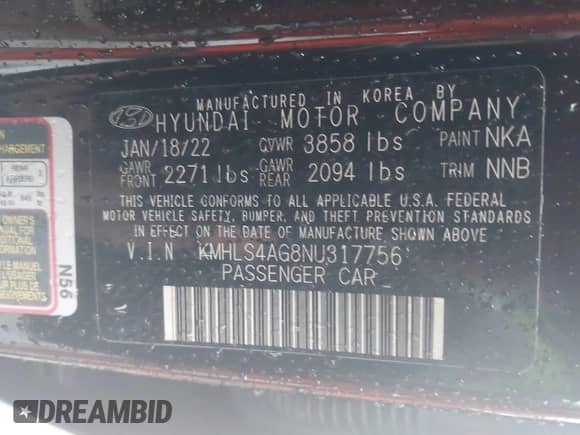 MANUFACTURED IN KOREA BY
HYUNDAI MOTOR COMPANY
JAN/18/22 GVWR 3858 lbs PAINT NKA
GAWR FRONT 2271 lbs GAWR REAR 2094 lbs TRIM NNB
THIS VEHICLE CONFORMS TO ALL APPLICABLE U.S.A. FEDERAL
MOTOR VEHICLE SAFETY, BUMPER, AND THEFT PREVENTION STANDARDS
IN EFFECT ON THE DATE OF MANUFACTURE SHOWN ABOVE.
V.I.N KMHLS4AG8NU317756
PASSENGER CAR
OWNER'S
MANUEL
N56
DREAMBID